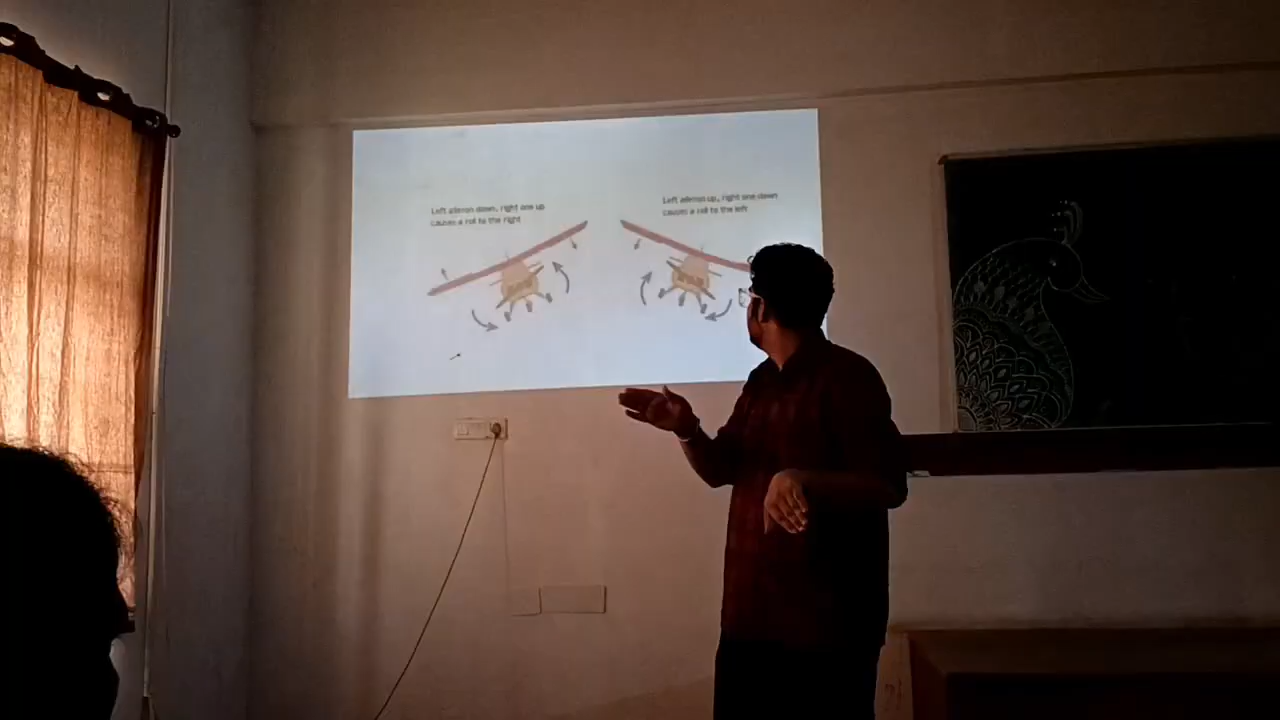 Left aileron down, right one up
causes a roll to the right
Left aileron up, right one down
causes a roll to the left